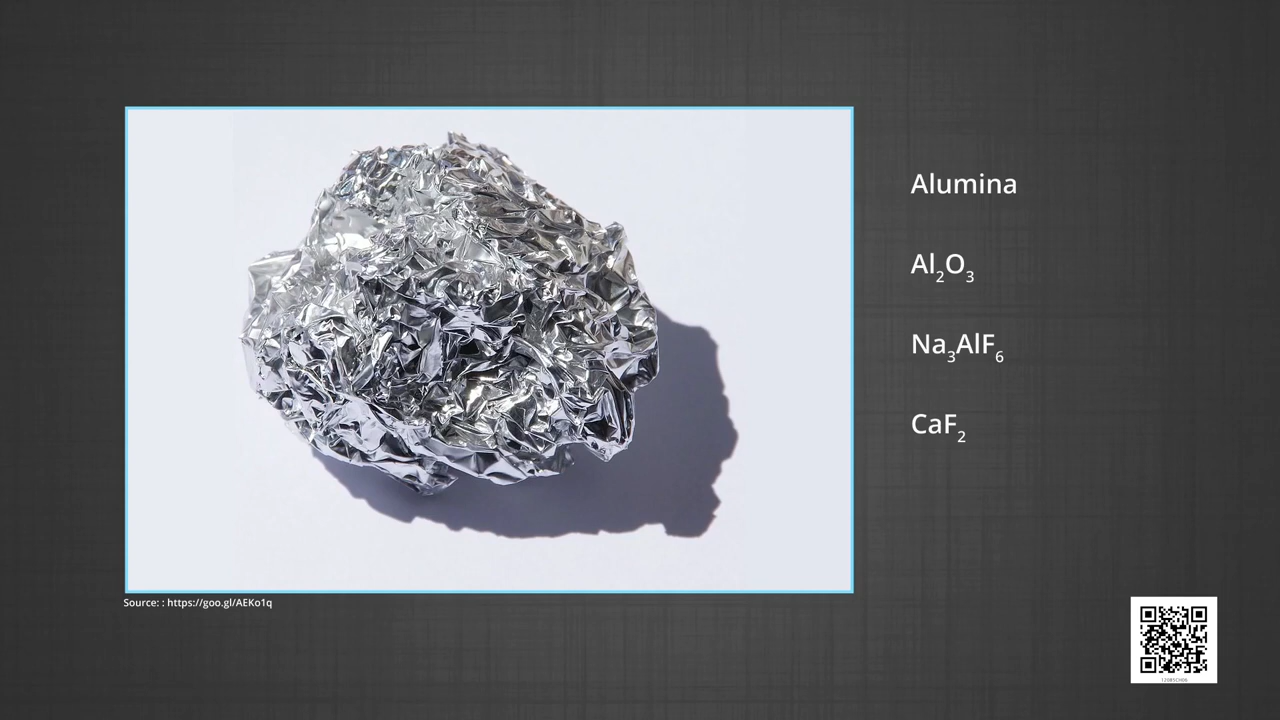 Alumina
Al₂O₃
Na₃AlF₆
CaF₂
Source: : https://goo.gl/AEKo1q